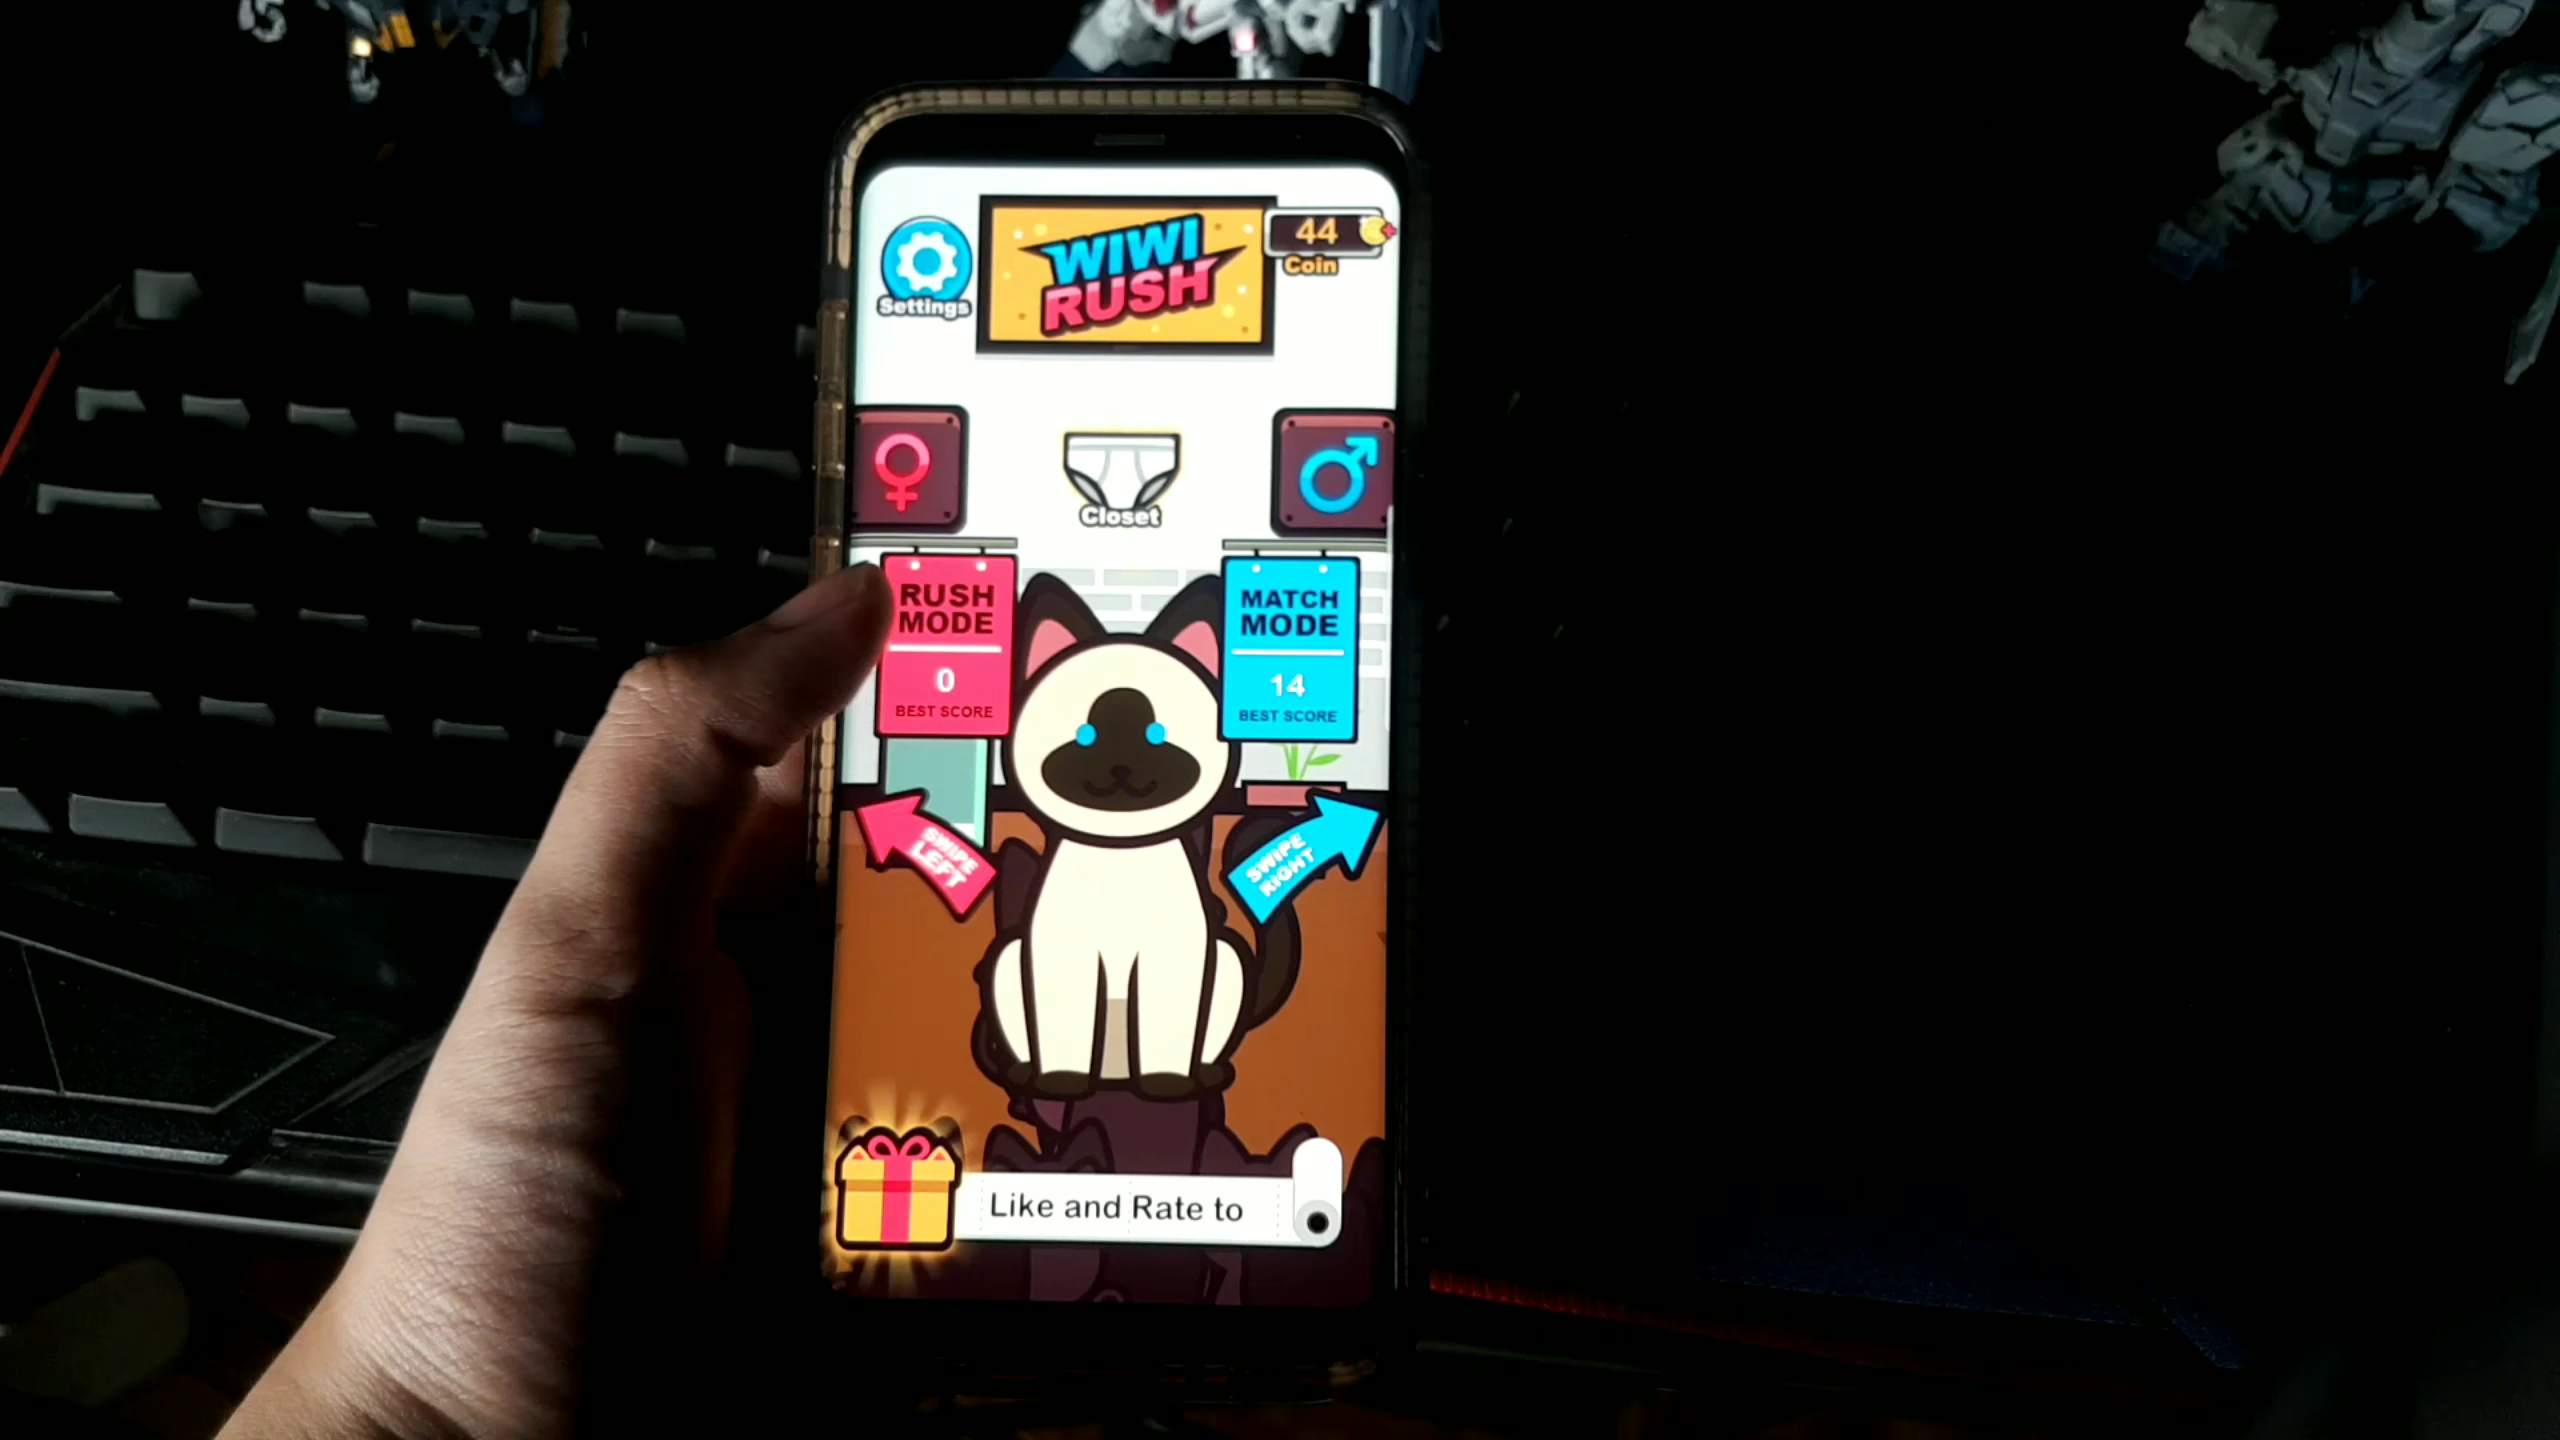 WIWI
RUSH
44
Coin
Settings
Closet
RUSH
MODE
0
BEST SCORE
MATCH
MODE
14
BEST SCORE
SWIPE
LEFT
SWIPE
RIGHT
Like and Rate to